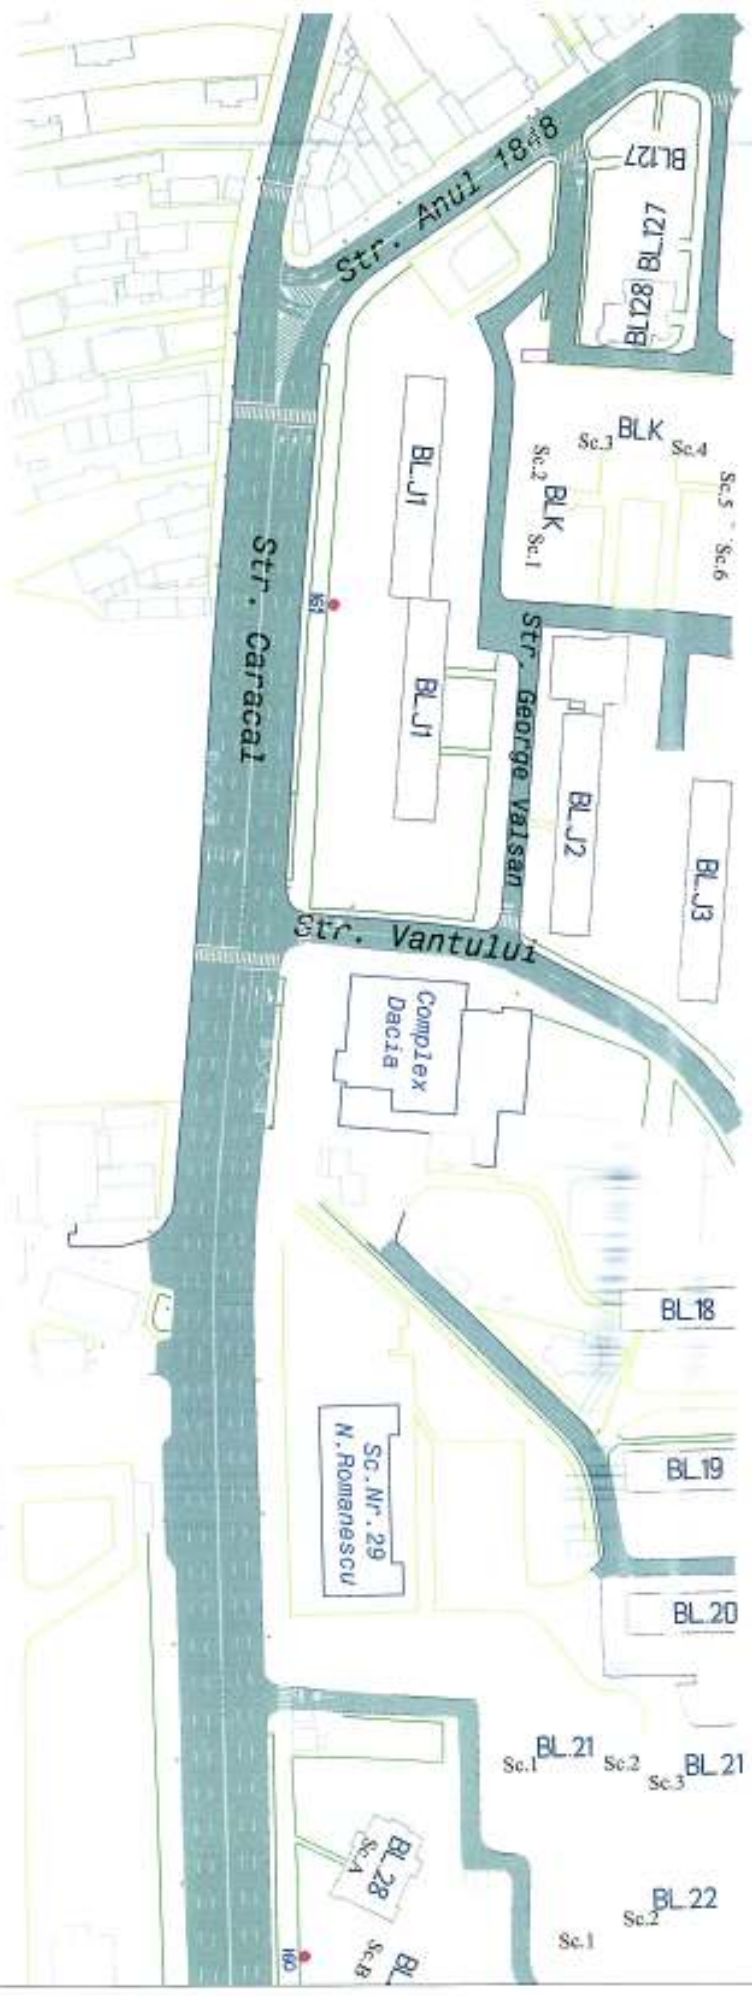 Str. Anul 1848
BL127
BL127
BL128
BLK
Sc.3
Sc.4
Sc.2
BLK
Sc.1
Sc.5
Sc.6
BL.J1
Str. Caracal
161
BL.J1
Str. George Valsan
BL.J2
BL.J3
Str. Vantului
Complex
Dacia
BL.18
Sc.Nr.29
N.Romanescu
BL.19
BL.20
BL.21
Sc.1
Sc.2
Sc.3
BL.21
BL.28
Sc.A
BL.22
Sc.2
Sc.1
160
Sc.B
BL